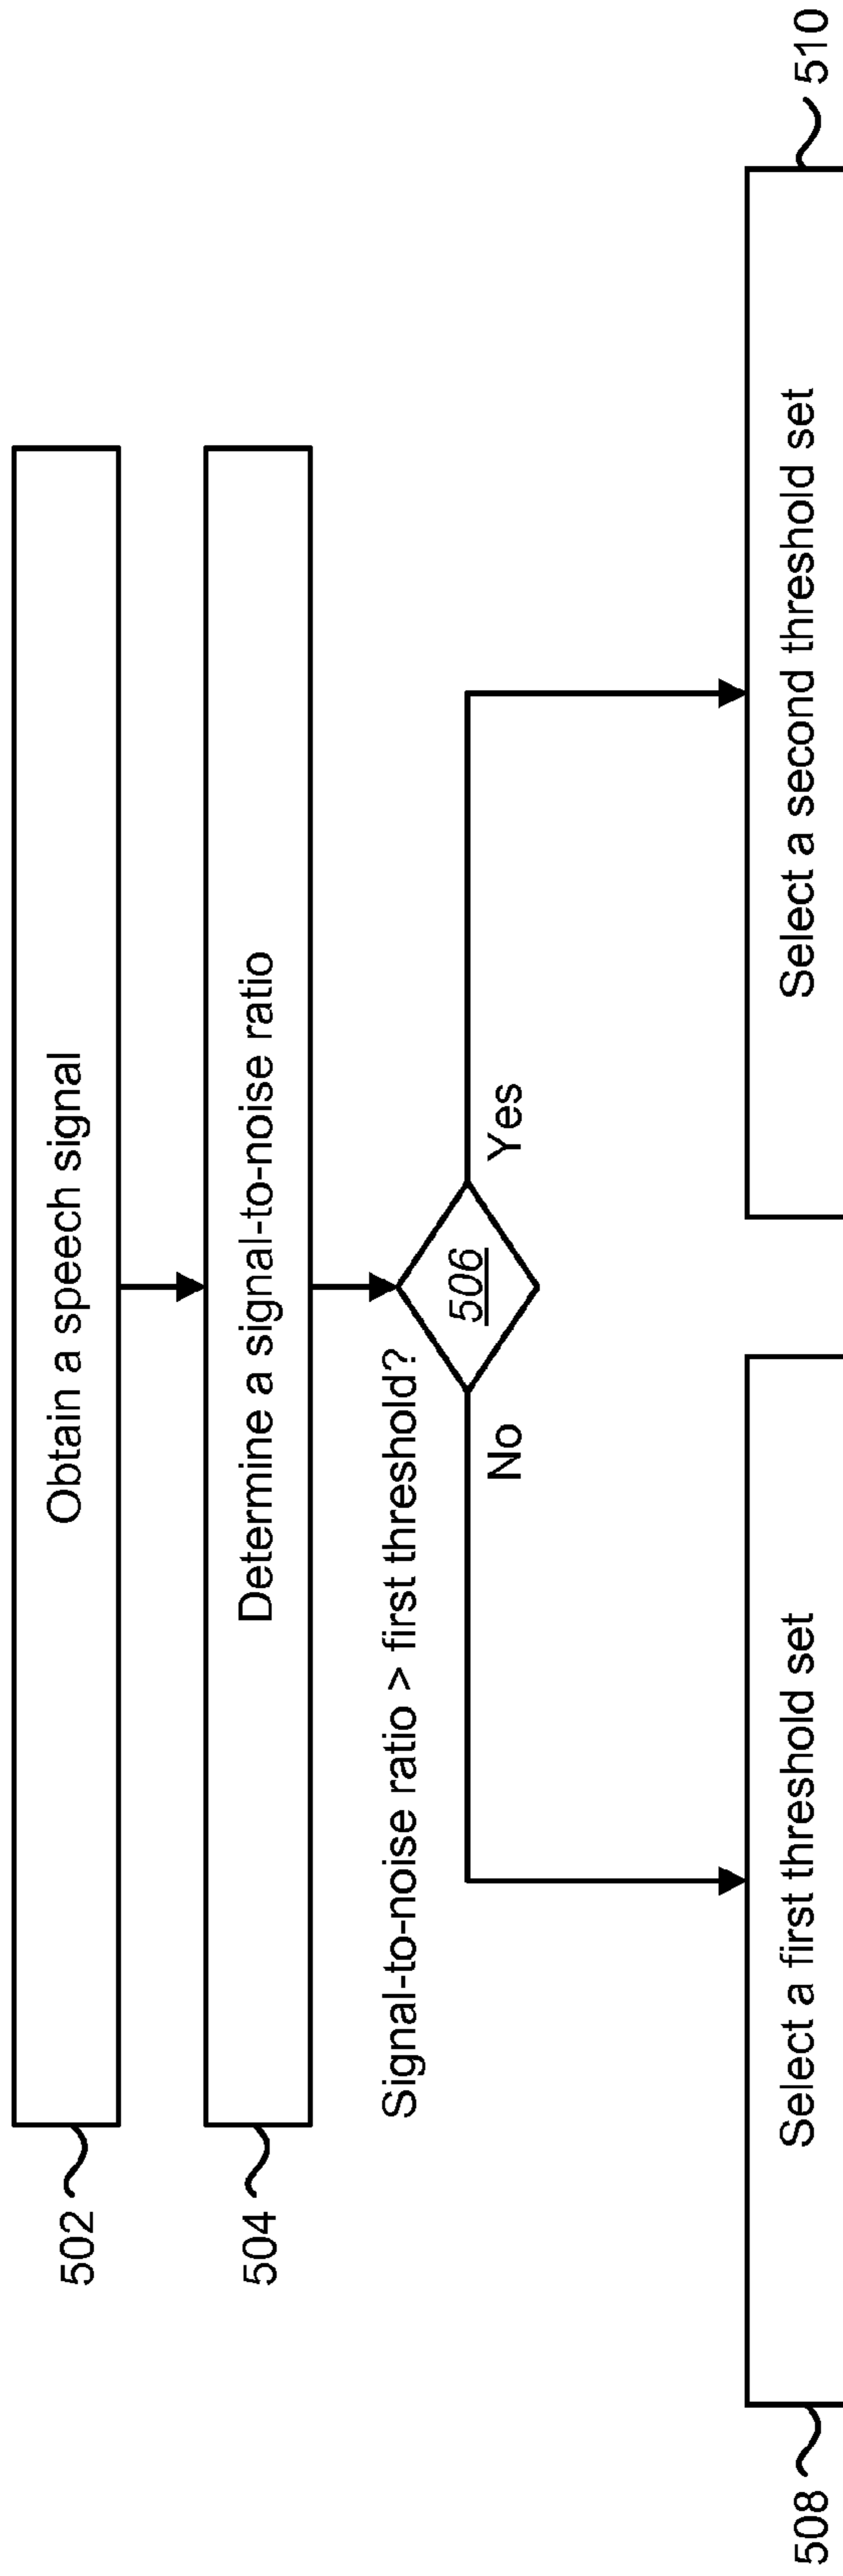 502
Obtain a speech signal
504
Determine a signal-to-noise ratio
Signal-to-noise ratio > first threshold?
506
No
Yes
508
Select a first threshold set
Select a second threshold set
510